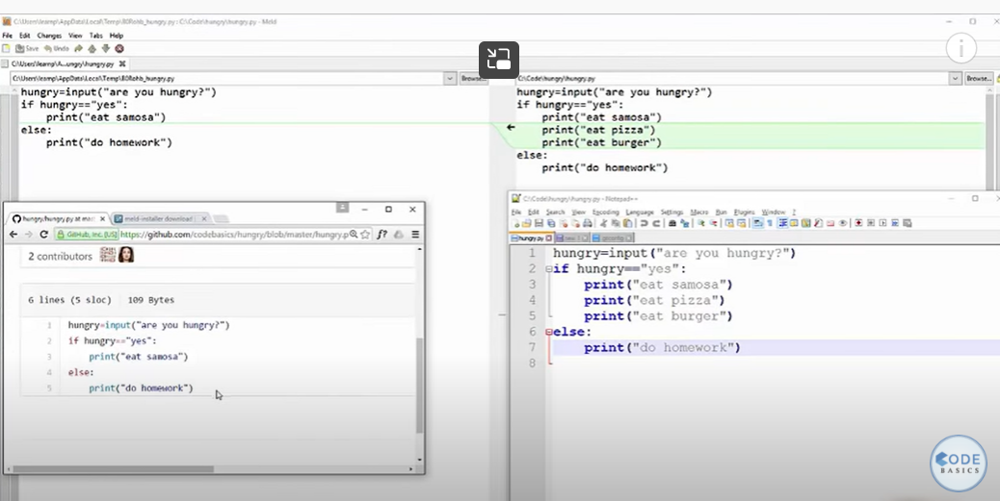 C:\Users\learnp\AppData\Local\Temp\80Rohb_hungry.py : C:\Code\hungry\hungry.py - Meld
File Edit Changes View Tabs Help
Save Undo
C:\Users\learnp\A...ungry\hungry.py
C:\Users\learnp\AppData\Local\Temp\80Rohb_hungry.py
Browse...
hungry=input("are you hungry?")
if hungry=="yes":
print("eat samosa")
else:
print("do homework")
C:\Code\hungry\hungry.py
Browse...
hungry=input("are you hungry?")
if hungry=="yes":
print("eat samosa")
print("eat pizza")
print("eat burger")
else:
print("do homework")
hungry/hungry.py at mas
meld-installer download
GitHub, Inc. [US] https://github.com/codebasics/hungry/blob/master/hungry.p
f?
2 contributors
6 lines (5 sloc) 109 Bytes
1 hungry=input("are you hungry?")
2 if hungry=="yes":
3 print("eat samosa")
4 else:
5 print("do homework")
C:\Code\hungry\hungry.py - Notepad++
File Edit Search View Encoding Language Settings Macro Run Plugins Window ?
hungry.py
1 hungry=input("are you hungry?")
2 if hungry=="yes":
3 print("eat samosa")
4 print("eat pizza")
5 print("eat burger")
6 else:
7 print("do homework")
8
CODE
BASICS